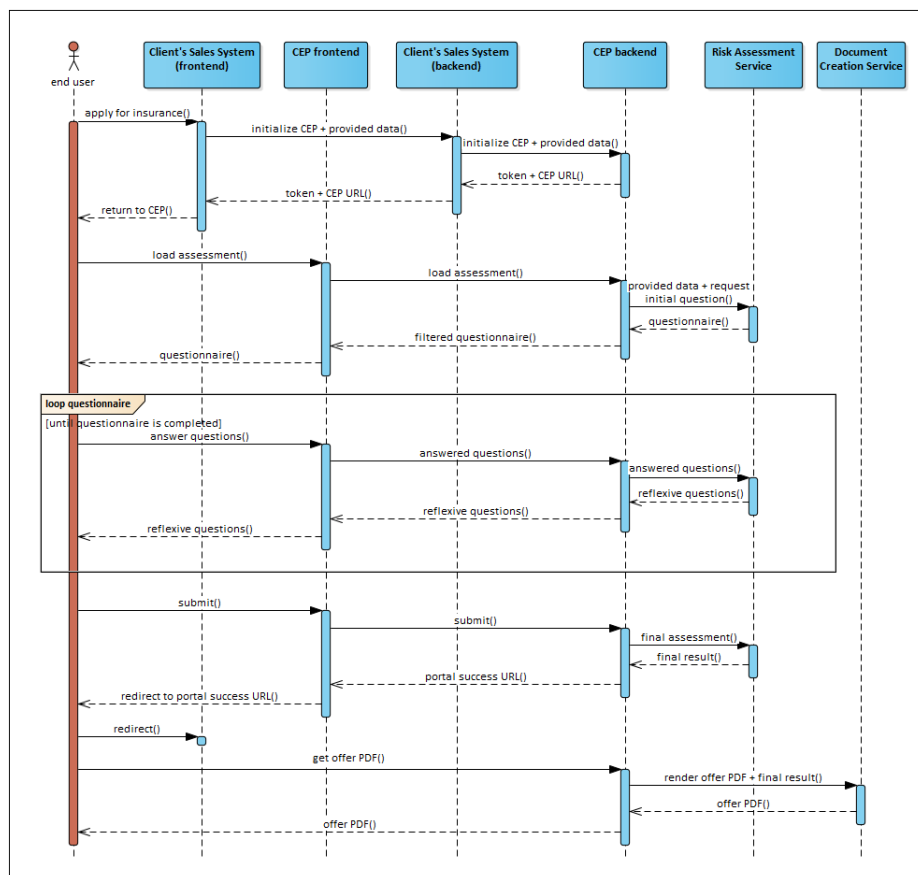 Client's Sales System
(frontend)
CEP frontend
Client's Sales System
(backend)
CEP backend
Risk Assessment
Service
Document
Creation Service
end user
apply for insurance()
initialize CEP + provided data()
initialize CEP + provided data()
token + CEP URL()
token + CEP URL()
return to CEP()
load assessment()
load assessment()
provided data + request
initial question()
questionnaire()
filtered questionnaire()
questionnaire()
loop questionnaire
[until questionnaire is completed]
answer questions()
answered questions()
answered questions()
reflexive questions()
reflexive questions()
reflexive questions()
submit()
submit()
final assessment()
final result()
portal success URL()
redirect to portal success URL()
redirect()
get offer PDF()
render offer PDF + final result()
offer PDF()
offer PDF()